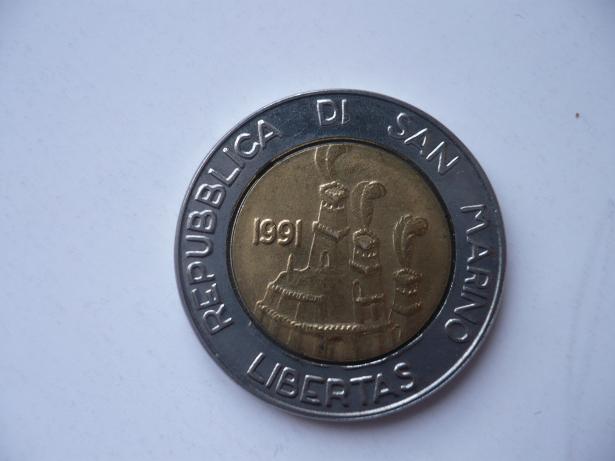 REPUBBLICA DI SAN MARINO
1991
LIBERTAS